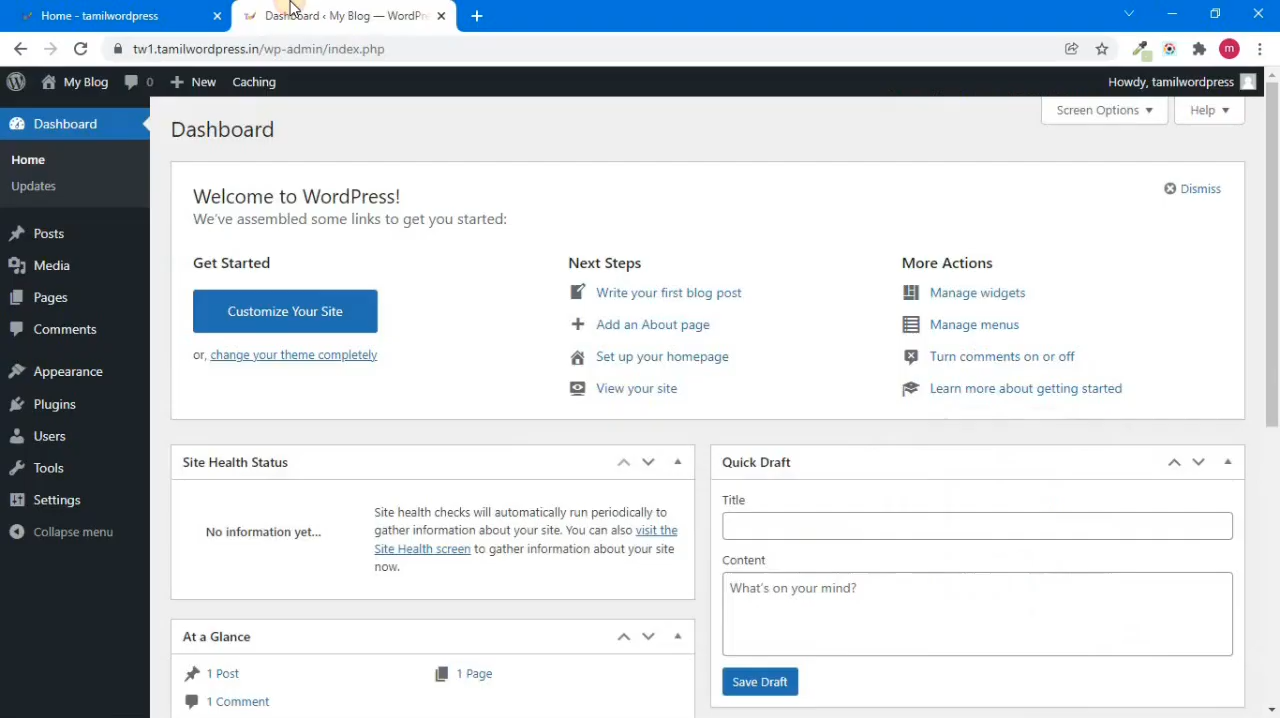 Home - tamilwordpress
Dashboard ‹ My Blog — WordPre
tw1.tamilwordpress.in/wp-admin/index.php
m
My Blog
0
New
Caching
Howdy, tamilwordpress
Dashboard
Home
Updates
Posts
Media
Pages
Comments
Appearance
Plugins
Users
Tools
Settings
Collapse menu
Screen Options
Help
Dashboard
Welcome to WordPress!
We've assembled some links to get you started:
Dismiss
Get Started
Customize Your Site
or, change your theme completely
Next Steps
Write your first blog post
Add an About page
Set up your homepage
View your site
More Actions
Manage widgets
Manage menus
Turn comments on or off
Learn more about getting started
Site Health Status
No information yet...
Site health checks will automatically run periodically to
gather information about your site. You can also visit the
Site Health screen to gather information about your site
now.
At a Glance
1 Post
1 Page
1 Comment
Quick Draft
Title
Content
What's on your mind?
Save Draft